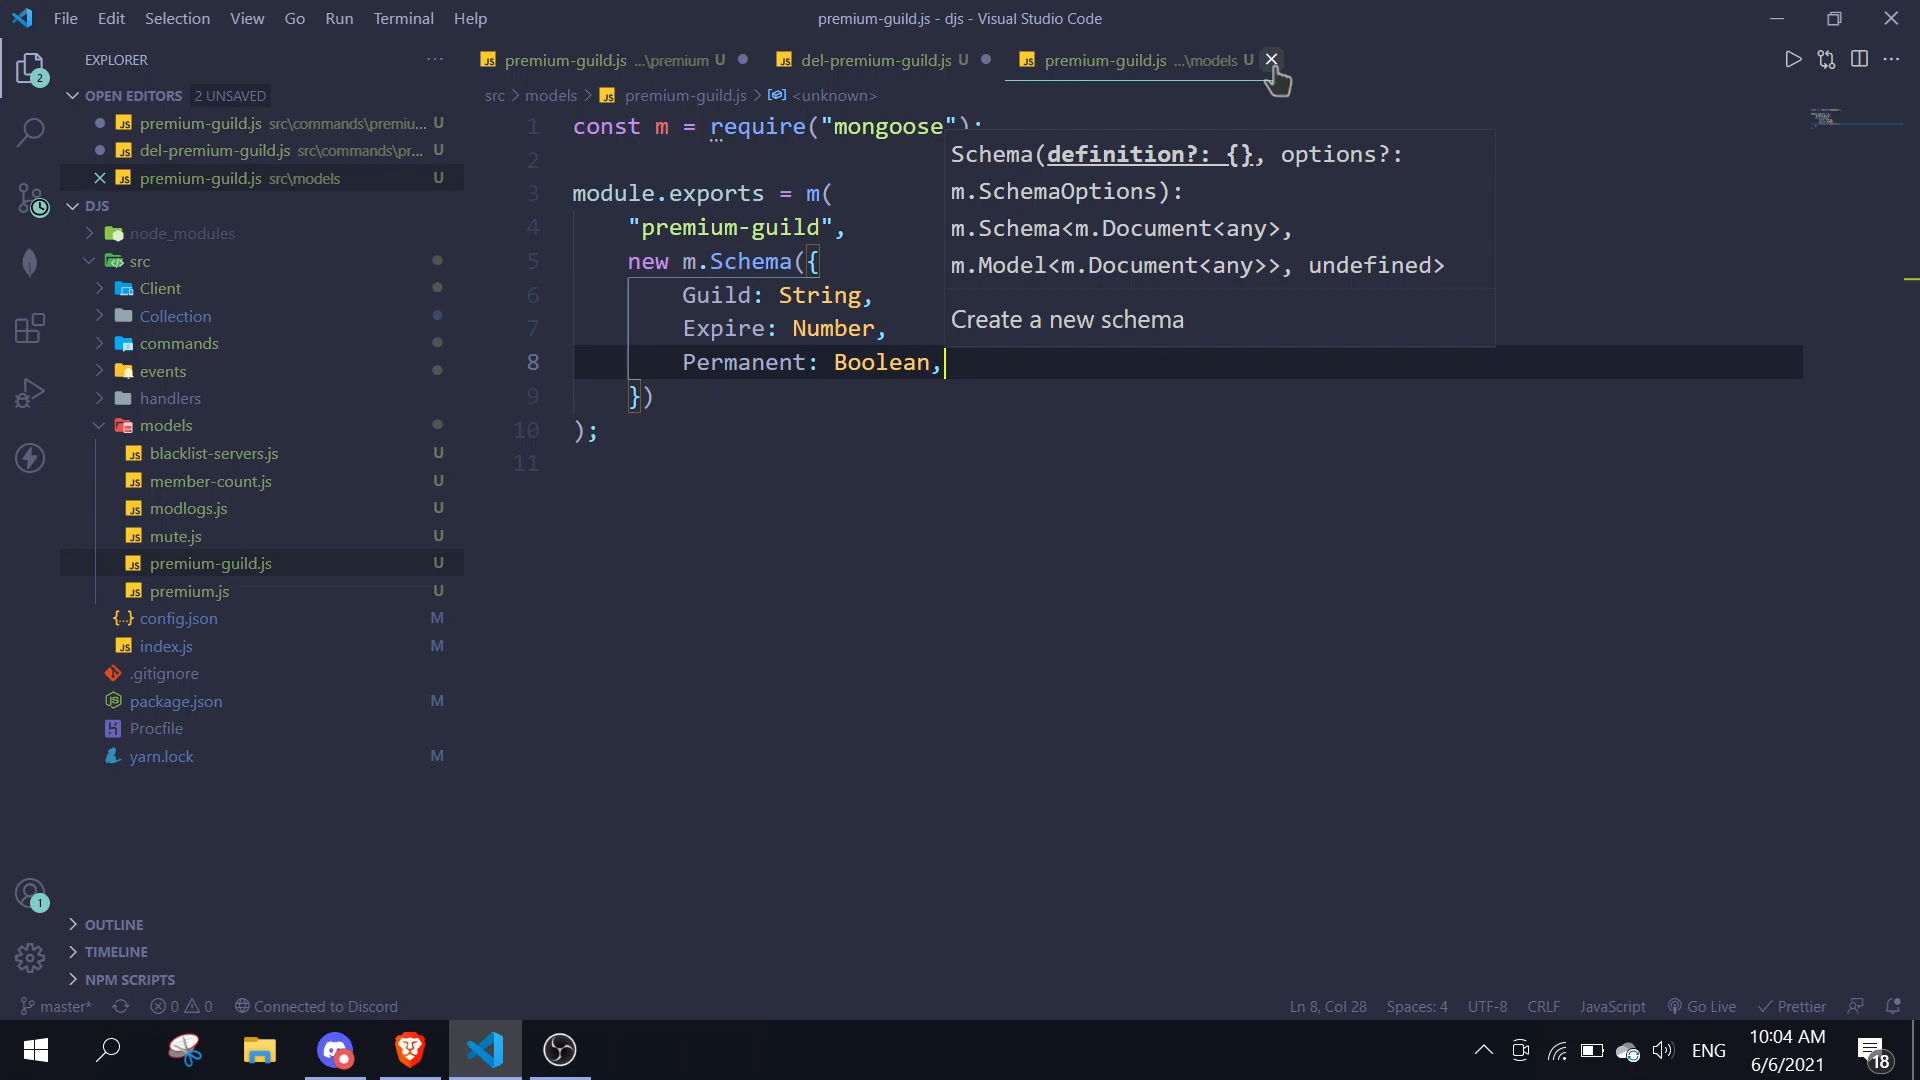 File Edit Selection View Go Run Terminal Help
premium-guild.js - djs - Visual Studio Code
EXPLORER
OPEN EDITORS 2 UNSAVED
premium-guild.js src\commands\premiu... U
del-premium-guild.js src\commands\pr... U
premium-guild.js src\models U
DJS
node_modules
src
Client
Collection
commands
events
handlers
models
blacklist-servers.js U
member-count.js U
modlogs.js U
mute.js U
premium-guild.js U
premium.js U
config.json M
index.js M
.gitignore
package.json M
Procfile
yarn.lock M
OUTLINE
TIMELINE
NPM SCRIPTS
premium-guild.js ...\premium U
del-premium-guild.js U
premium-guild.js ...\models U
src > models > premium-guild.js > <unknown>
1 const m = require("mongoose");
2
3 module.exports = m(
4 "premium-guild",
5 new m.Schema({
6 Guild: String,
7 Expire: Number,
8 Permanent: Boolean,
9 })
10 );
11
Schema(definition?: {}, options?:
m.SchemaOptions):
m.Schema<m.Document<any>,
m.Model<m.Document<any>>, undefined>
Create a new schema
2
1
master* 0 0 Connected to Discord
Ln 8, Col 28 Spaces: 4 UTF-8 CRLF JavaScript Go Live Prettier
ENG
10:04 AM
6/6/2021
18